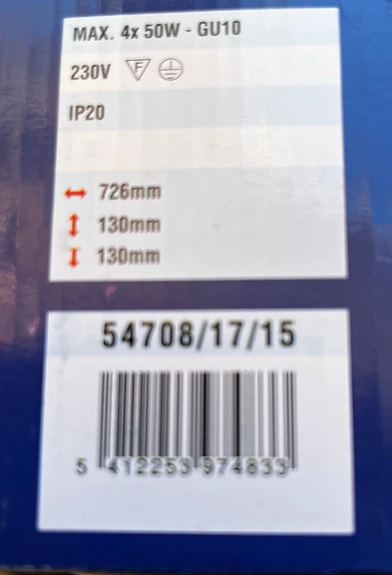 MAX. 4x 50W - GU10
230V F
IP20
726mm
130mm
130mm
54708/17/15
5 412253 974833